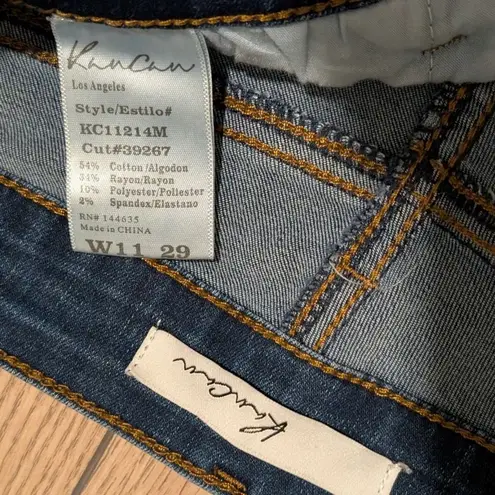 KanCan
Los Angeles
Style/Estilo#
KC11214M
Cut#39267
54% Cotton/Algodon
34% Rayon/Rayon
10% Polyester/Poliester
2% Spandex/Elastano
RN# 144635
Made in CHINA
W11 29
KanCan